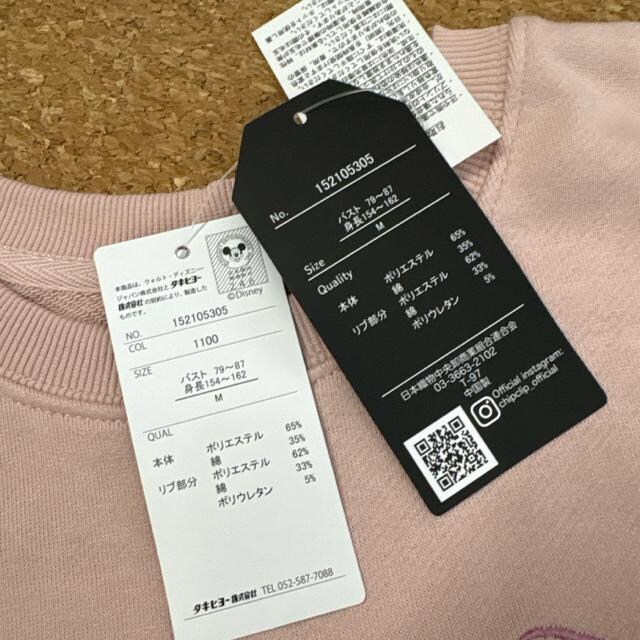 本商品は、ウォルト・ディズニー
ジャパン株式会社とタキヒヨー
株式会社の契約により、製造した
ものです。
©Disney
NO. 152105305
COL 1100
SIZE
バスト 79～87
身長154～162
M
QUAL
本体 ポリエステル 65%
綿 35%
リブ部分 ポリエステル 62%
綿 33%
ポリウレタン 5%
タキヒヨー株式会社 TEL 052-587-7088
No. 152105305
Size
バスト 79～87
身長154～162
M
Quality
本体 ポリエステル 65%
綿 35%
リブ部分 ポリエステル 62%
綿 33%
ポリウレタン 5%
日本織物中央卸商業組合連合会
03-3663-2102
T-97
中国製
Official instagram:
chipclip_official